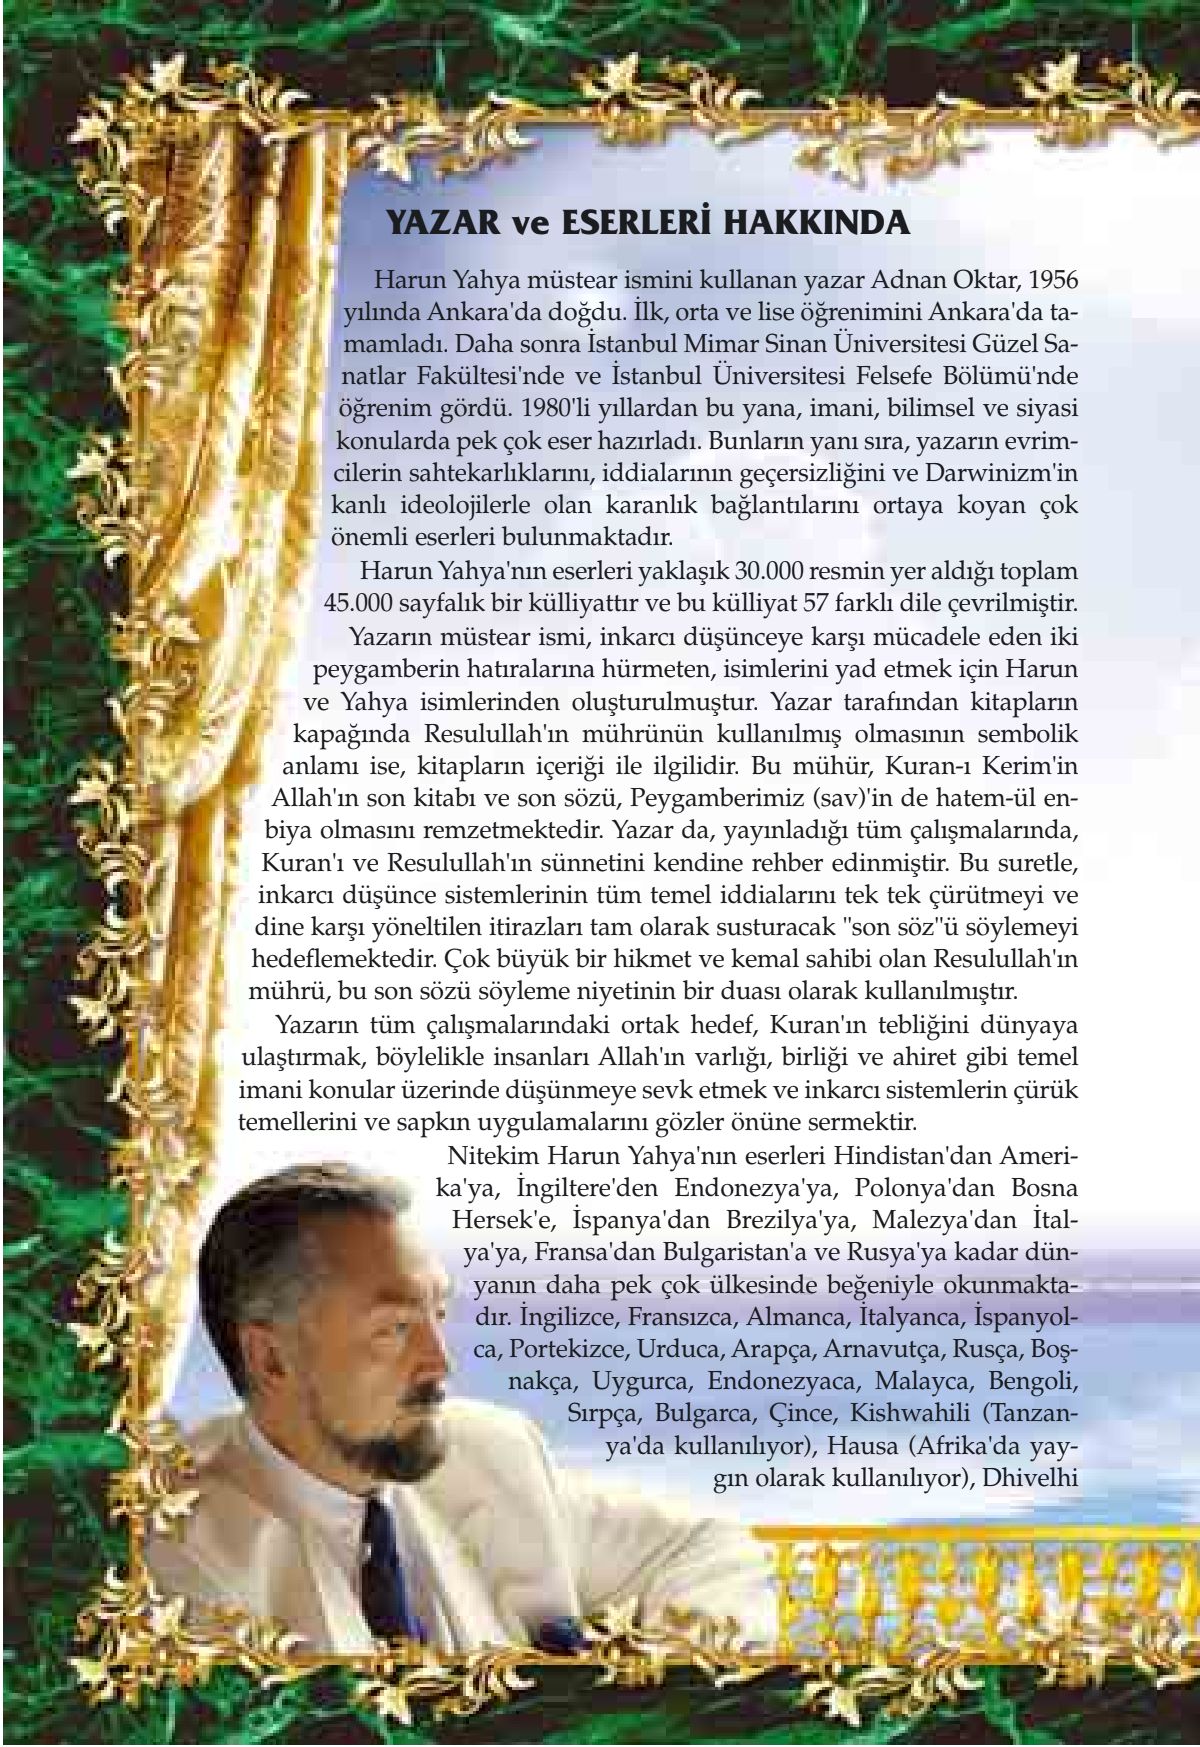 YAZAR ve ESERLERİ HAKKINDA
Harun Yahya müstear ismini kullanan yazar Adnan Oktar, 1956
yılında Ankara'da doğdu. İlk, orta ve lise öğrenimini Ankara'da ta-
mamladı. Daha sonra İstanbul Mimar Sinan Üniversitesi Güzel Sa-
natlar Fakültesi'nde ve İstanbul Üniversitesi Felsefe Bölümü'nde
öğrenim gördü. 1980'li yıllardan bu yana, imani, bilimsel ve siyasi
konularda pek çok eser hazırladı. Bunların yanı sıra, yazarın evrim-
cilerin sahtekarlıklarını, iddialarının geçersizliğini ve Darwinizm'in
kanlı ideolojilerle olan karanlık bağlantılarını ortaya koyan çok
önemli eserleri bulunmaktadır.
Harun Yahya'nın eserleri yaklaşık 30.000 resmin yer aldığı toplam
45.000 sayfalık bir külliyattır ve bu külliyat 57 farklı dile çevrilmiştir.
Yazarın müstear ismi, inkarcı düşünceye karşı mücadele eden iki
peygamberin hatıralarına hürmeten, isimlerini yad etmek için Harun
ve Yahya isimlerinden oluşturulmuştur. Yazar tarafından kitapların
kapağında Resulullah'ın mührünün kullanılmış olmasının sembolik
anlamı ise, kitapların içeriği ile ilgilidir. Bu mühür, Kuran-ı Kerim'in
Allah'ın son kitabı ve son sözü, Peygamberimiz (sav)'in de hatem-ül en-
biya olmasını remzetmektedir. Yazar da, yayınladığı tüm çalışmalarında,
Kuran'ı ve Resulullah'ın sünnetini kendine rehber edinmiştir. Bu suretle,
inkarcı düşünce sistemlerinin tüm temel iddialarını tek tek çürütmeyi ve
dine karşı yöneltilen itirazları tam olarak susturacak "son söz"ü söylemeyi
hedeflemektedir. Çok büyük bir hikmet ve kemal sahibi olan Resulullah'ın
mührü, bu son sözü söyleme niyetinin bir duası olarak kullanılmıştır.
Yazarın tüm çalışmalarındaki ortak hedef, Kuran'ın tebliğini dünyaya
ulaştırmak, böylelikle insanları Allah'ın varlığı, birliği ve ahiret gibi temel
imani konular üzerinde düşünmeye sevk etmek ve inkarcı sistemlerin çürük
temellerini ve sapkın uygulamalarını gözler önüne sermektir.
Nitekim Harun Yahya'nın eserleri Hindistan'dan Ameri-
ka'ya, İngiltere'den Endonezya'ya, Polonya'dan Bosna
Hersek'e, İspanya'dan Brezilya'ya, Malezya'dan İtal-
ya'ya, Fransa'dan Bulgaristan'a ve Rusya'ya kadar dün-
yanın daha pek çok ülkesinde beğeniyle okunmakta-
dır. İngilizce, Fransızca, Almanca, İtalyanca, İspanyol-
ca, Portekizce, Urduca, Arapça, Arnavutça, Rusça, Boş-
nakça, Uygurca, Endonezyaca, Malayca, Bengoli,
Sırpça, Bulgarca, Çince, Kishwahili (Tanzan-
ya'da kullanılıyor), Hausa (Afrika'da yay-
gın olarak kullanılıyor), Dhivelhi